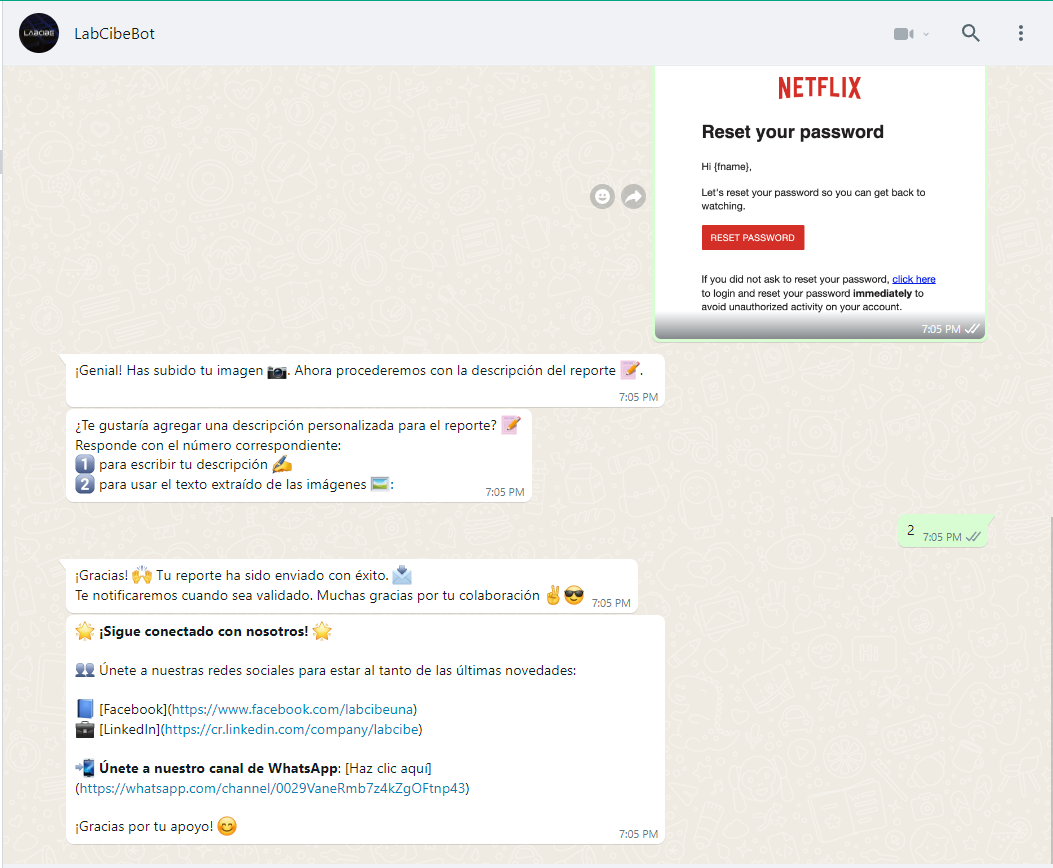 LABCIBE
LabCibeBot
NETFLIX
Reset your password
Hi {fname},
Let's reset your password so you can get back to
watching.
RESET PASSWORD
If you did not ask to reset your password, click here
to login and reset your password immediately to
avoid unauthorized activity on your account.
7:05 PM
¡Genial! Has subido tu imagen 📷. Ahora procederemos con la descripción del reporte 📝.
7:05 PM
¿Te gustaría agregar una descripción personalizada para el reporte? 📝
Responde con el número correspondiente:
1️⃣ para escribir tu descripción ✍️
2️⃣ para usar el texto extraído de las imágenes 🖼️:
7:05 PM
2 7:05 PM
¡Gracias! 🙌 Tu reporte ha sido enviado con éxito. 📩
Te notificaremos cuando sea validado. Muchas gracias por tu colaboración ✌️😎 7:05 PM
🌟 ¡Sigue conectado con nosotros! 🌟
👥 Únete a nuestras redes sociales para estar al tanto de las últimas novedades:
📘 [Facebook](https://www.facebook.com/labcibeuna)
💼 [LinkedIn](https://cr.linkedin.com/company/labcibe)
📲 Únete a nuestro canal de WhatsApp: [Haz clic aquí]
(https://whatsapp.com/channel/0029VaneRmb7z4kZgOFtnp43)
¡Gracias por tu apoyo! 😊
7:05 PM